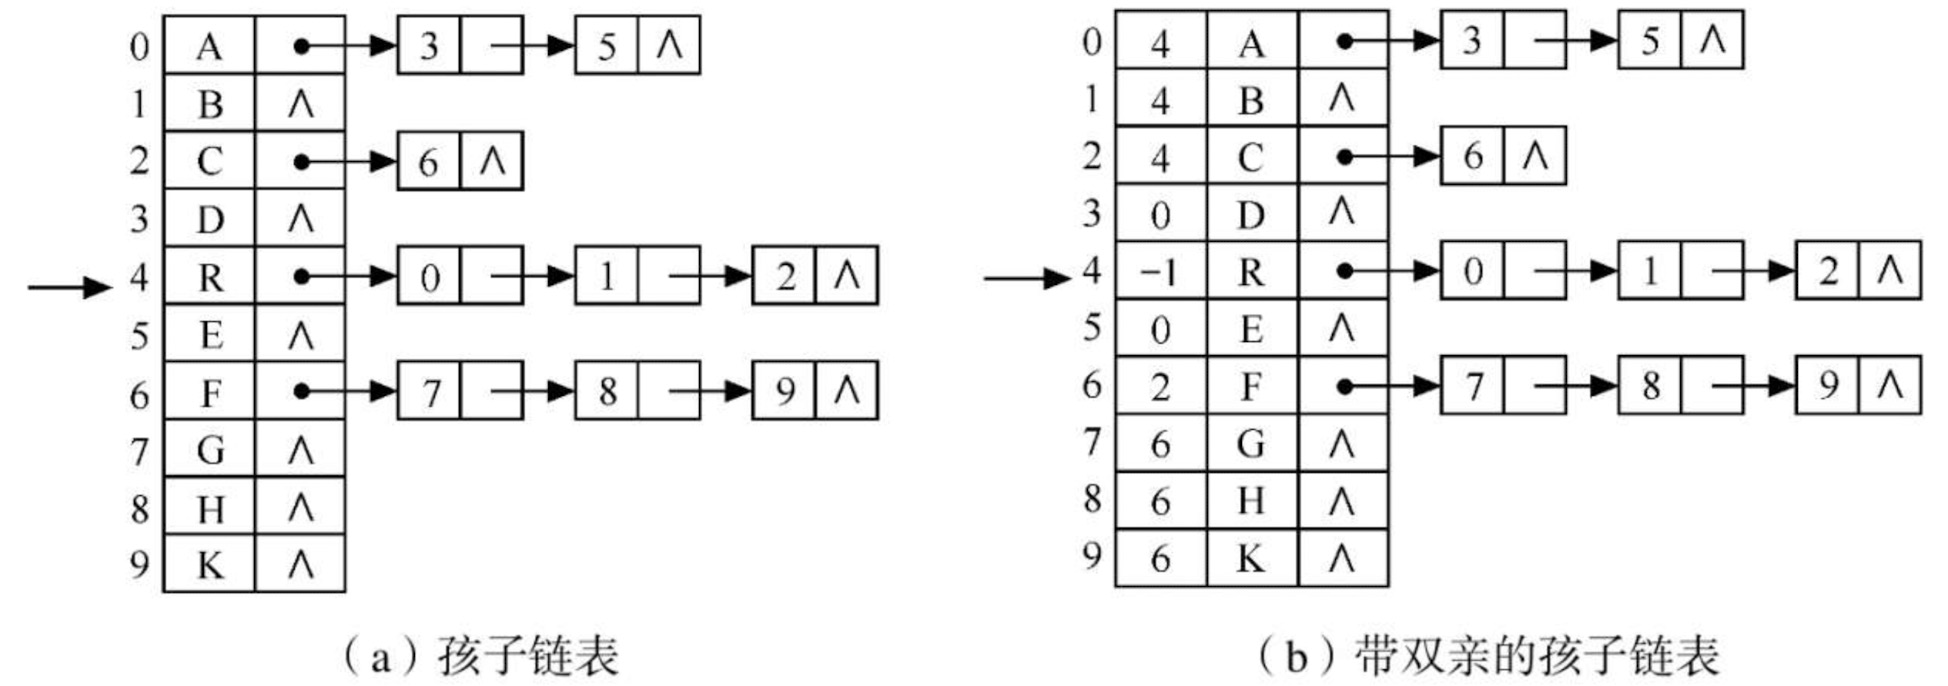 0 A 3 5 ∧
1 B ∧
2 C 6 ∧
3 D ∧
4 R 0 1 2 ∧
5 E ∧
6 F 7 8 9 ∧
7 G ∧
8 H ∧
9 K ∧
(a)孩子链表
0 4 A 3 5 ∧
1 4 B ∧
2 4 C 6 ∧
3 0 D ∧
4 -1 R 0 1 2 ∧
5 0 E ∧
6 2 F 7 8 9 ∧
7 6 G ∧
8 6 H ∧
9 6 K ∧
(b)带双亲的孩子链表